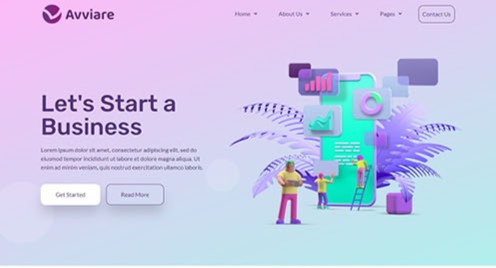 Avviare
Home About Us Services Pages Contact Us
Let's Start a
Business
Lorem ipsum dolor sit amet, consectetur adipiscing elit, sed do
eiusmod tempor incididunt ut labore et dolore magna aliqua. Ut
enim ad minim veniam, quis nostrud exercitation ullamco laboris.
Get Started Read More